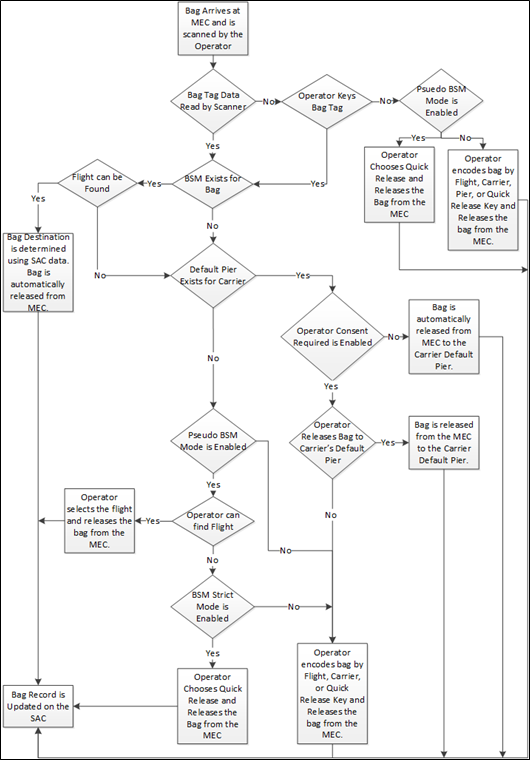 Bag Arrives at
MEC and is
scanned by the
Operator
Bag Tag Data
Read by Scanner
No
Operator Keys
Bag Tag
No
Psuedo BSM
Mode is
Enabled
Yes
Yes
Yes
No
Flight can be
Found
Yes
BSM Exists for
Bag
Yes
Operator
Chooses Quick
Release and
Releases the
Bag from the
MEC
Operator
encodes bag by
Flight, Carrier,
Pier, or Quick
Release Key and
Releases the
bag from the
MEC.
Yes
No
Bag Destination
is determined
using SAC data.
Bag is
automatically
released from
MEC.
No
Default Pier
Exists for Carrier
Yes
Operator Consent
Required is Enabled
No
Bag is
automatically
released from
MEC to the
Carrier Default
Pier.
No
Yes
Pseudo BSM
Mode is Enabled
Operator
Releases Bag to
Carrier's Default
Pier
Yes
Bag is released
from the MEC
to the Carrier
Default Pier.
Yes
Operator
selects the flight
and releases the
bag from the
MEC.
Yes
Operator can
find Flight
No
No
No
BSM Strict
Mode is
Enabled
No
Yes
Bag Record is
Updated on the
SAC
Operator
Chooses Quick
Release and
Releases the
Bag from the
MEC
Operator
encodes bag by
Flight, Carrier,
or Quick
Release Key and
Releases the
bag from the
MEC.